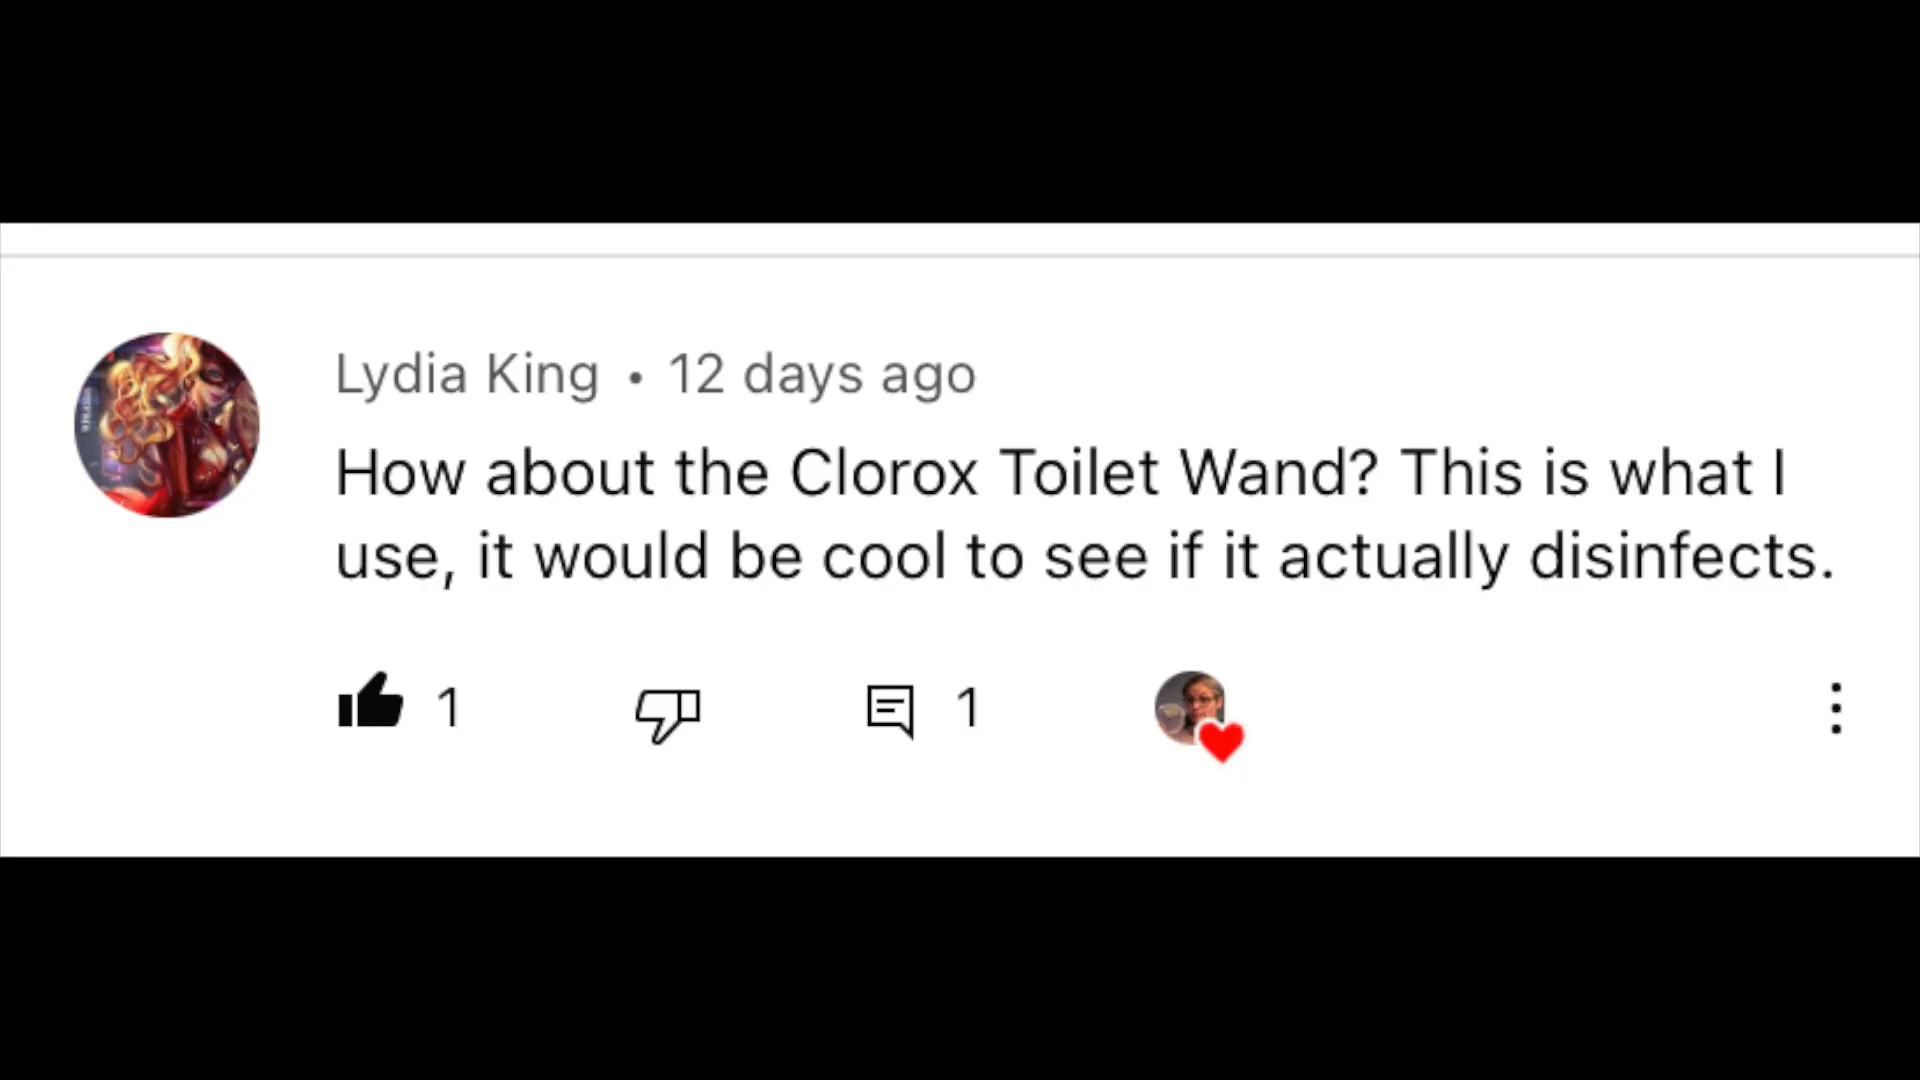 Lydia King • 12 days ago
How about the Clorox Toilet Wand? This is what I
use, it would be cool to see if it actually disinfects.
1 1